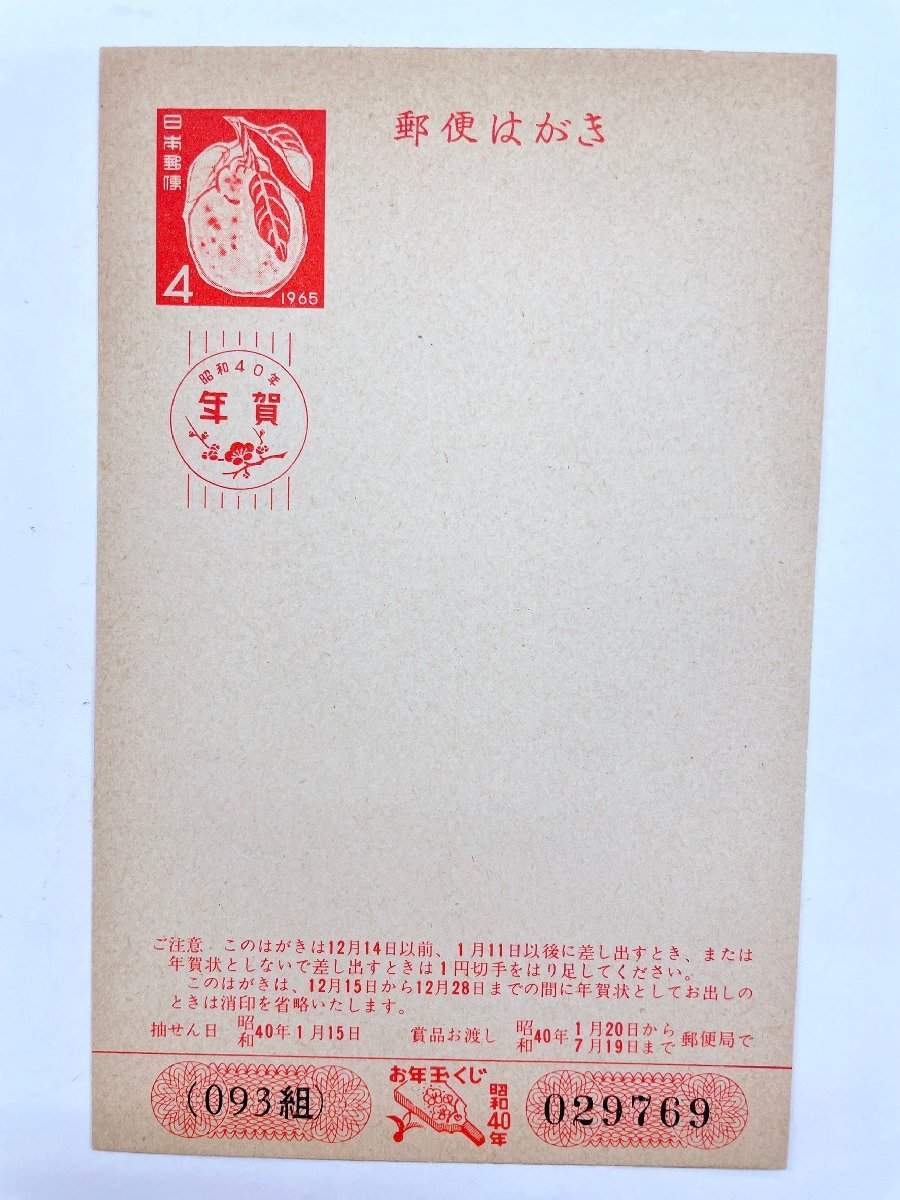 郵便はがき
日本郵便
4
1965
昭和40年
年賀
ご注意 このはがきは12月14日以前、1月11日以後に差し出すとき、または
年賀状としないで差し出すときは1円切手をはり足してください。
このはがきは、12月15日から12月28日までの間に年賀状としてお出しの
ときは消印を省略いたします。
抽せん日 昭和40年1月15日 賞品お渡し 昭和40年 1月20日から 7月19日まで 郵便局で
(093組)
お年玉くじ
昭和40年
029769